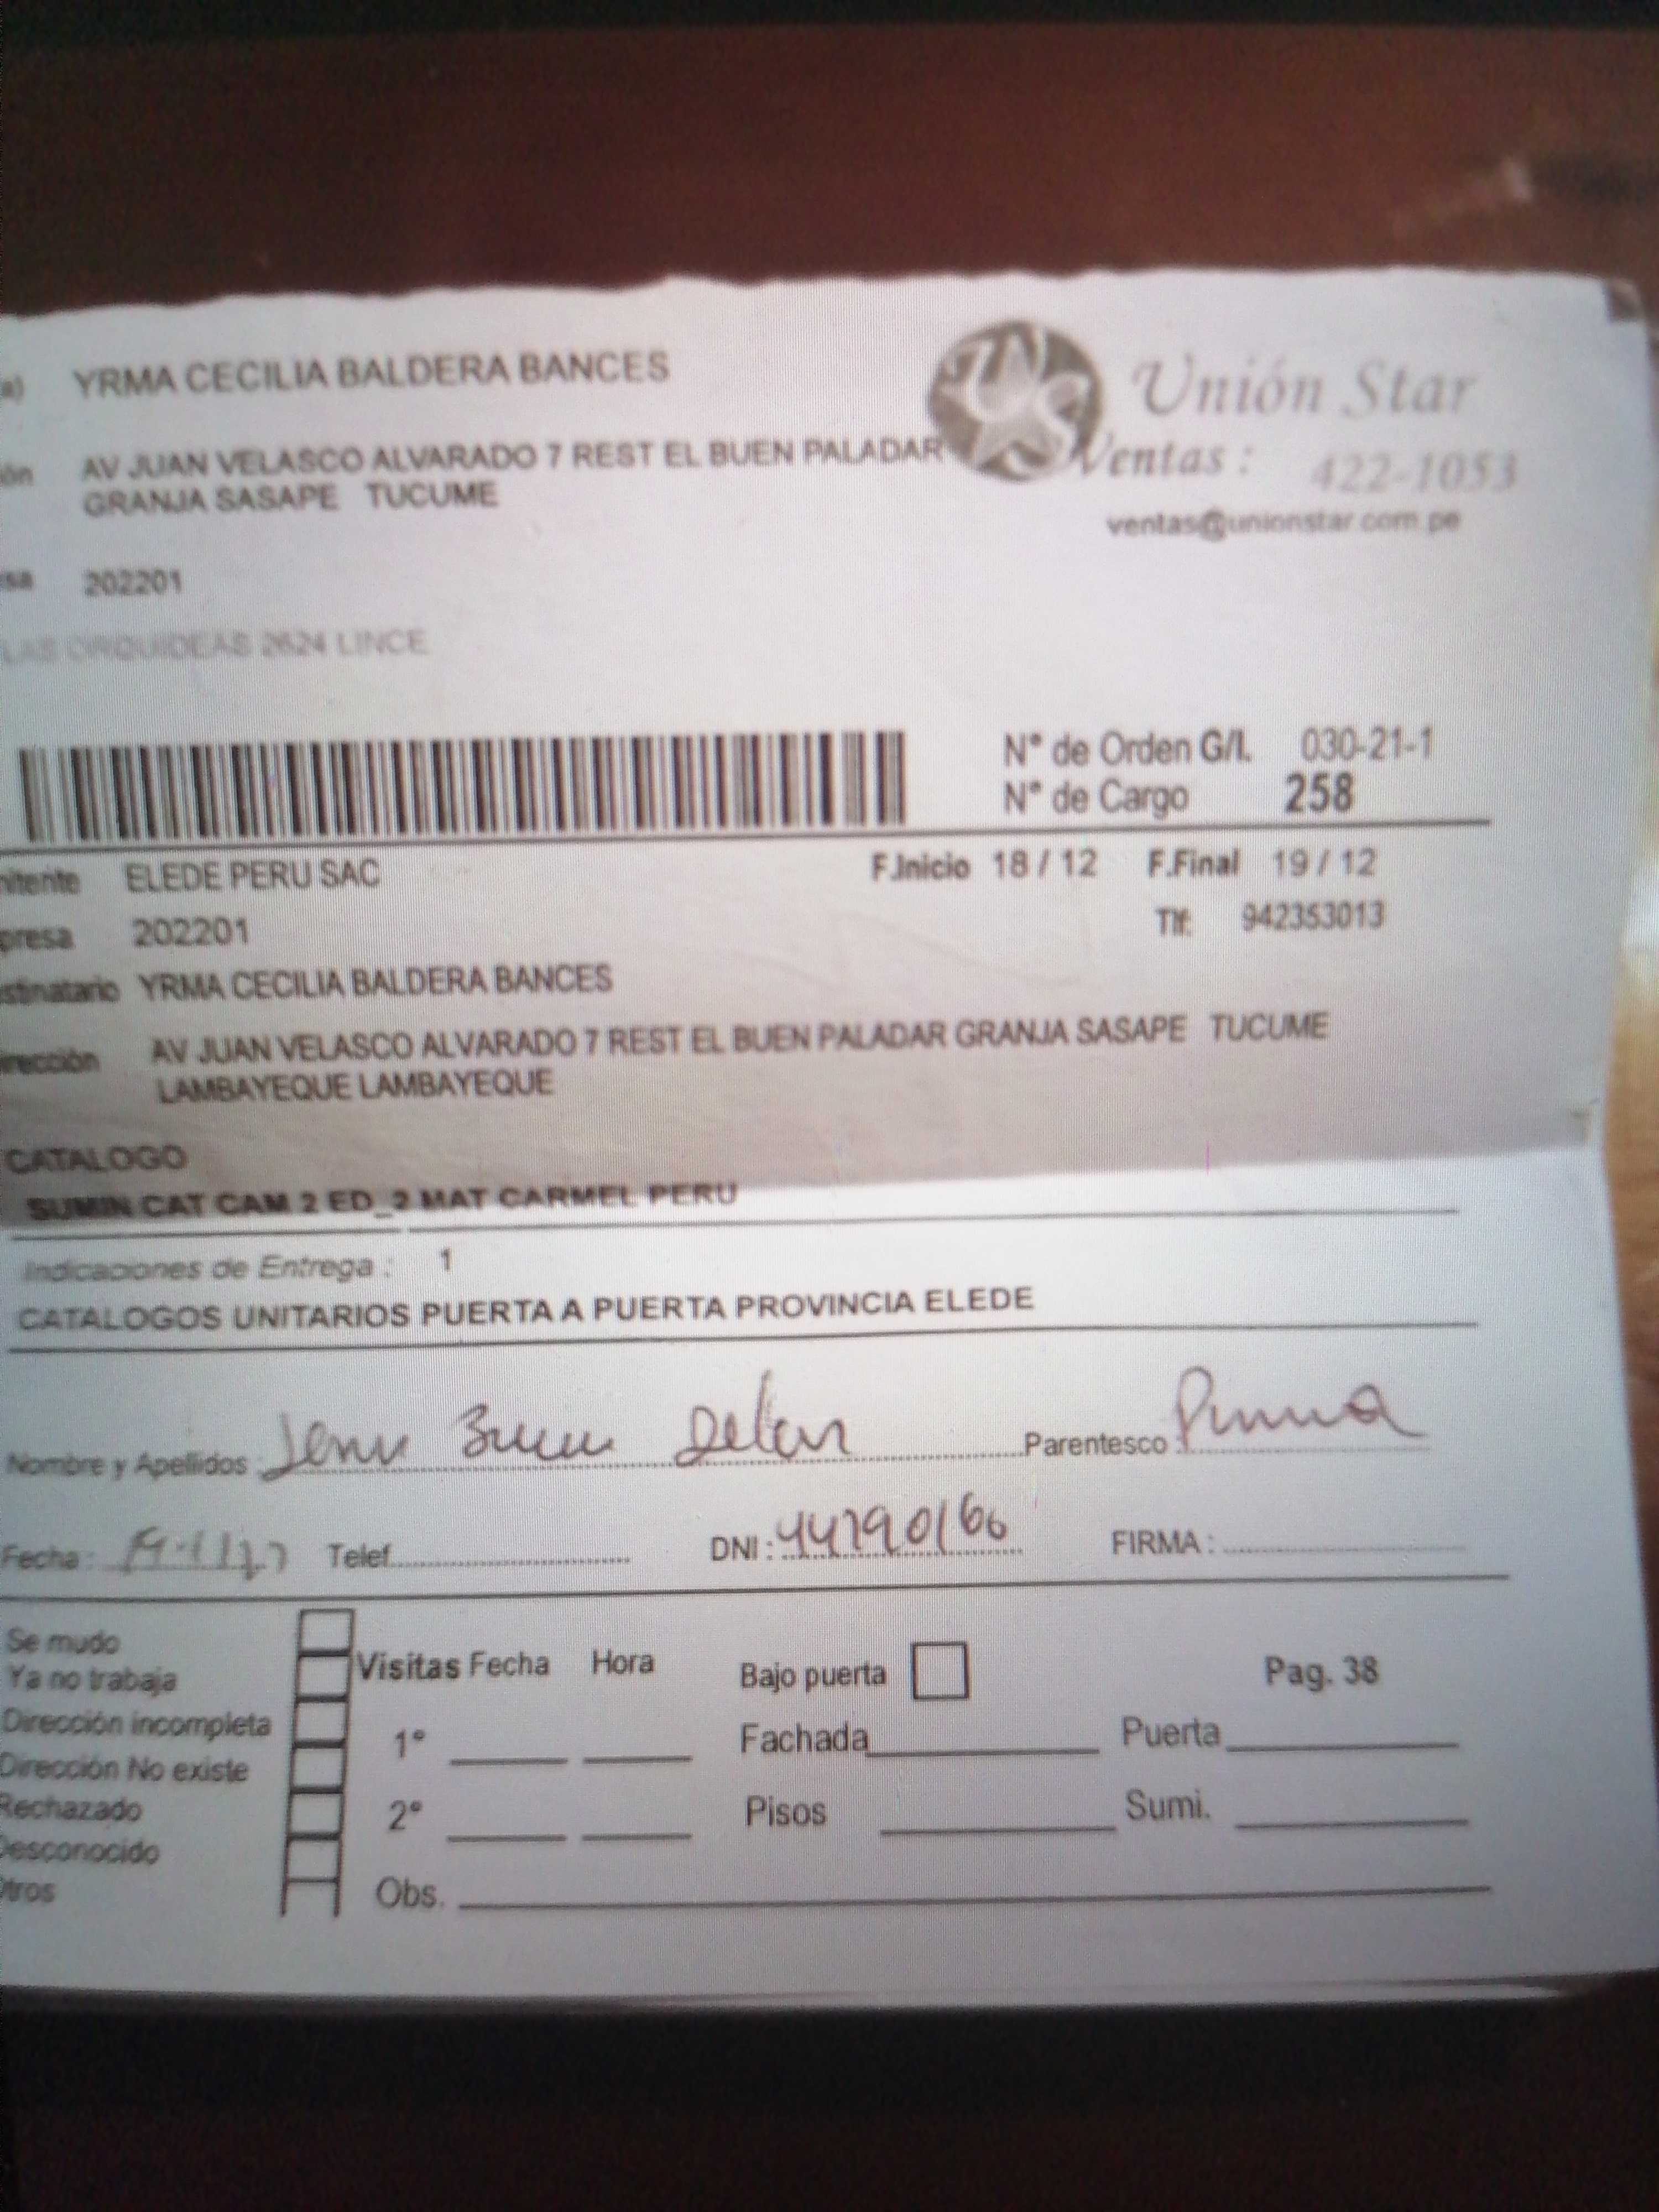 YRMA CECILIA BALDERA BANCES
Unión Star
Ventas : 422-1053
AV JUAN VELASCO ALVARADO 7 REST EL BUEN PALADAR
GRANJA SASAPE TUCUME
ventas@unionstar.com.pe
202201
LAS ORQUIDEAS 2624 LINCE
N° de Orden G/L 030-21-1
N° de Cargo 258
ELEDE PERU SAC F.Inicio 18 / 12 F.Final 19 / 12
202201 Tlf: 942353013
YRMA CECILIA BALDERA BANCES
AV JUAN VELASCO ALVARADO 7 REST EL BUEN PALADAR GRANJA SASAPE TUCUME
LAMBAYEQUE LAMBAYEQUE
CATALOGO
SUMIN CAT CAM 2 ED_2 MAT CARMEL PERU
Indicaciones de Entrega : 1
CATALOGOS UNITARIOS PUERTA A PUERTA PROVINCIA ELEDE
Nombre y Apellidos : Parentesco :
Fecha : Telef. DNI : 44790166 FIRMA :
Se mudo
Ya no trabaja
Dirección incompleta
Dirección No existe
Rechazado
Desconocido
Otros
Visitas Fecha Hora Bajo puerta Pag. 38
1° Fachada Puerta
2° Pisos Sumi.
Obs.